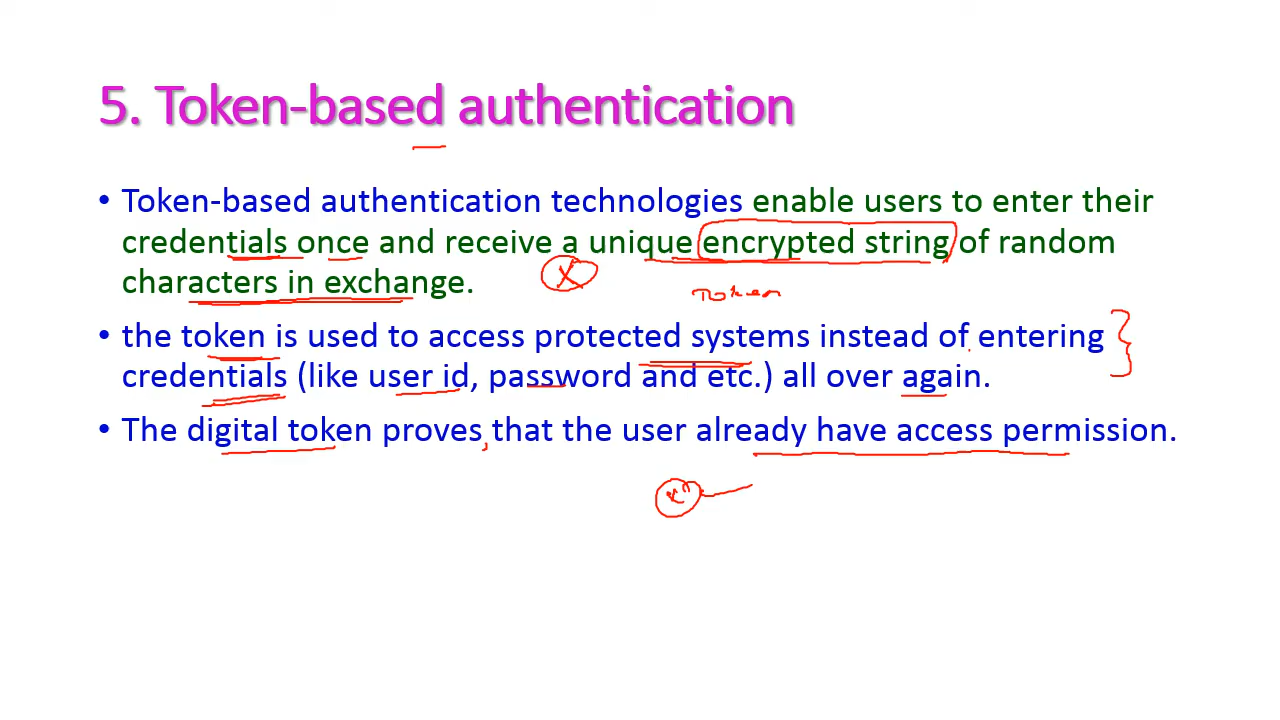 5. Token-based authentication
• Token-based authentication technologies enable users to enter their
credentials once and receive a unique encrypted string of random
characters in exchange.
X
Token
• the token is used to access protected systems instead of entering
credentials (like user id, password and etc.) all over again.
• The digital token proves that the user already have access permission.